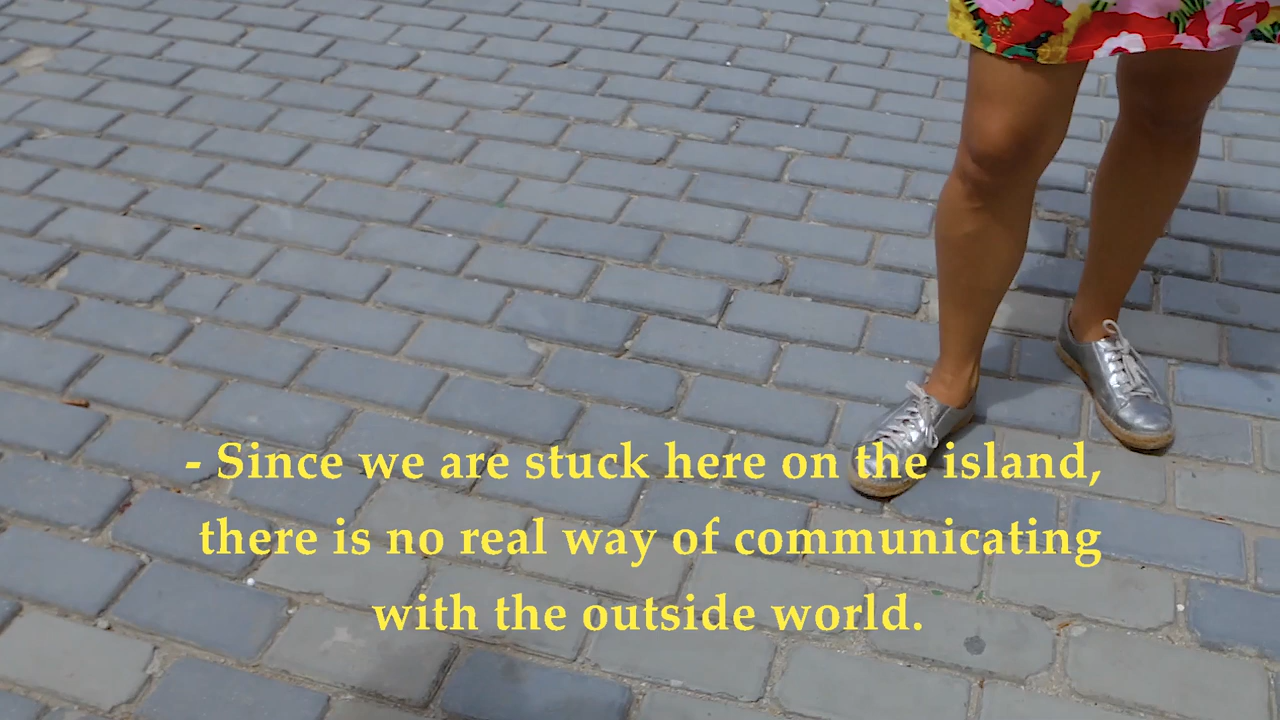 - Since we are stuck here on the island,
there is no real way of communicating
with the outside world.